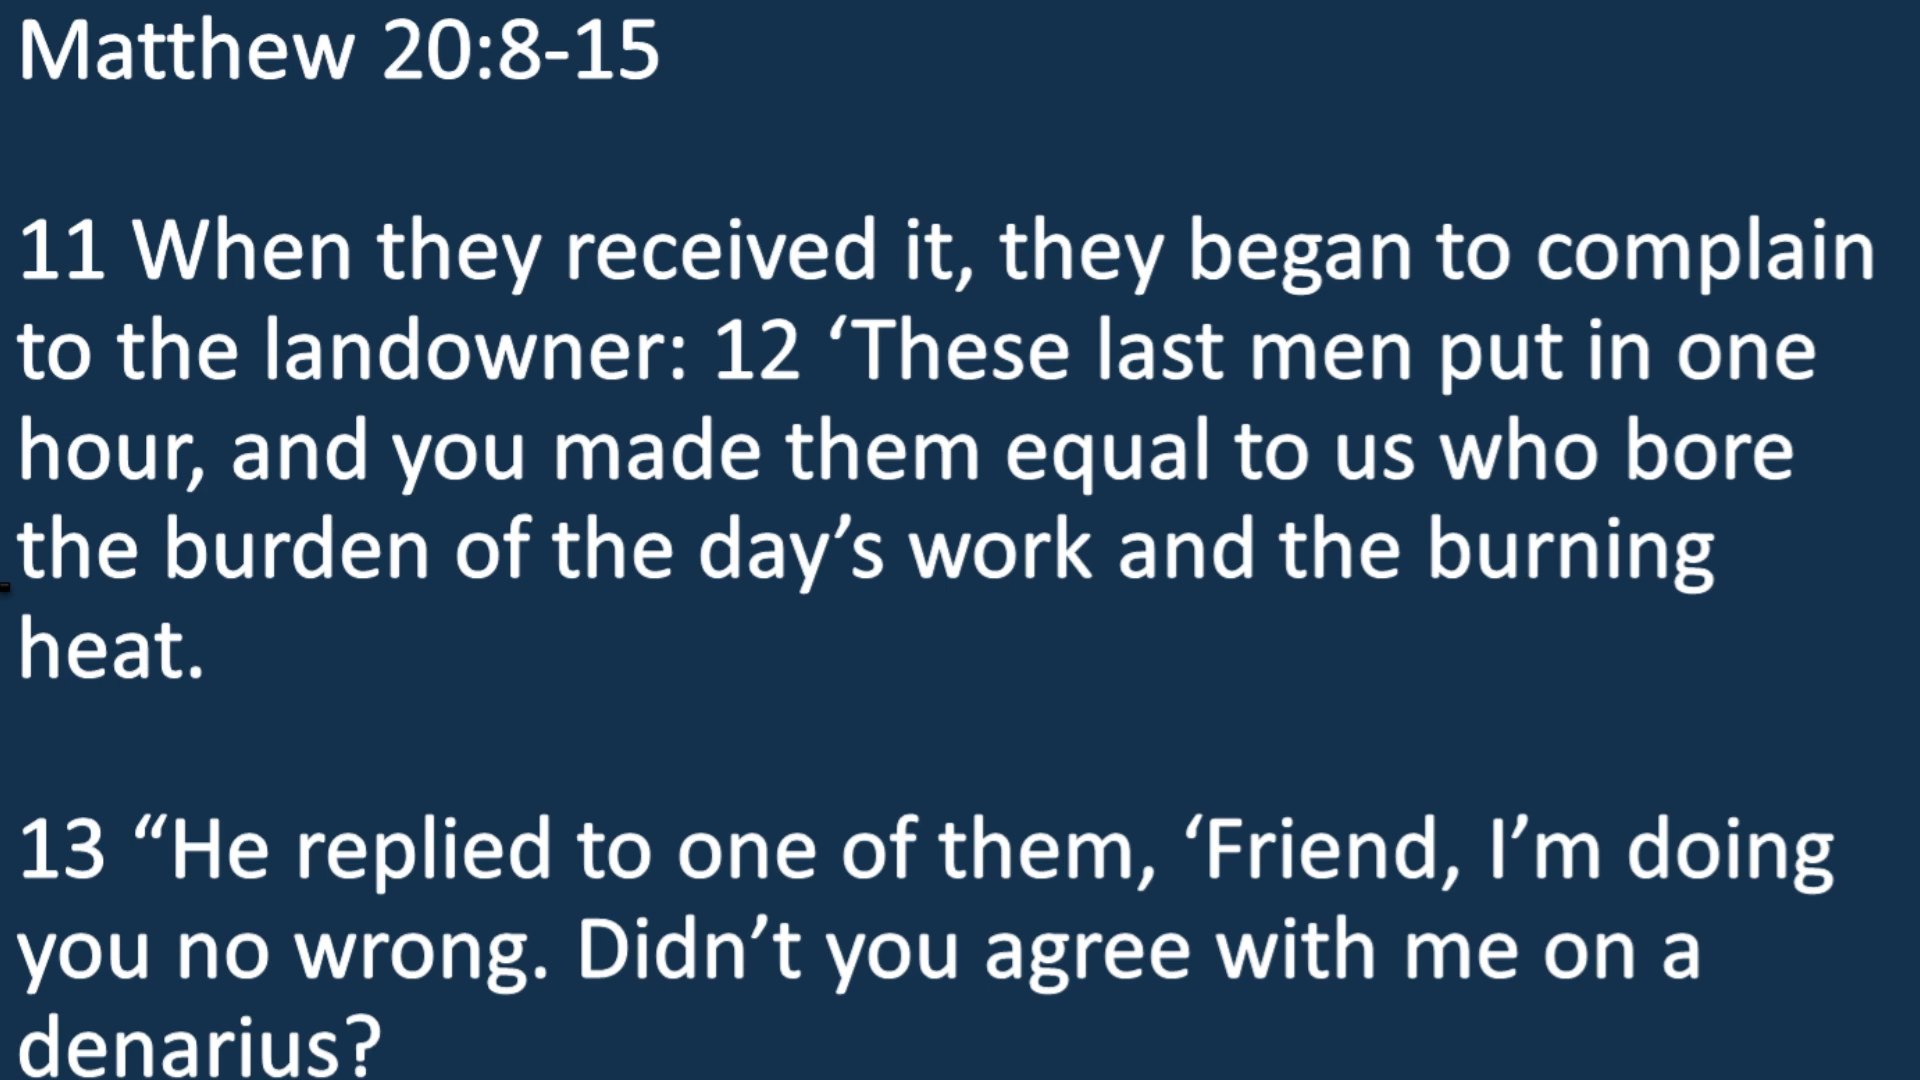 Matthew 20:8-15
11 When they received it, they began to complain
to the landowner: 12 ‘These last men put in one
hour, and you made them equal to us who bore
the burden of the day’s work and the burning
heat.
13 “He replied to one of them, ‘Friend, I’m doing
you no wrong. Didn’t you agree with me on a
denarius?